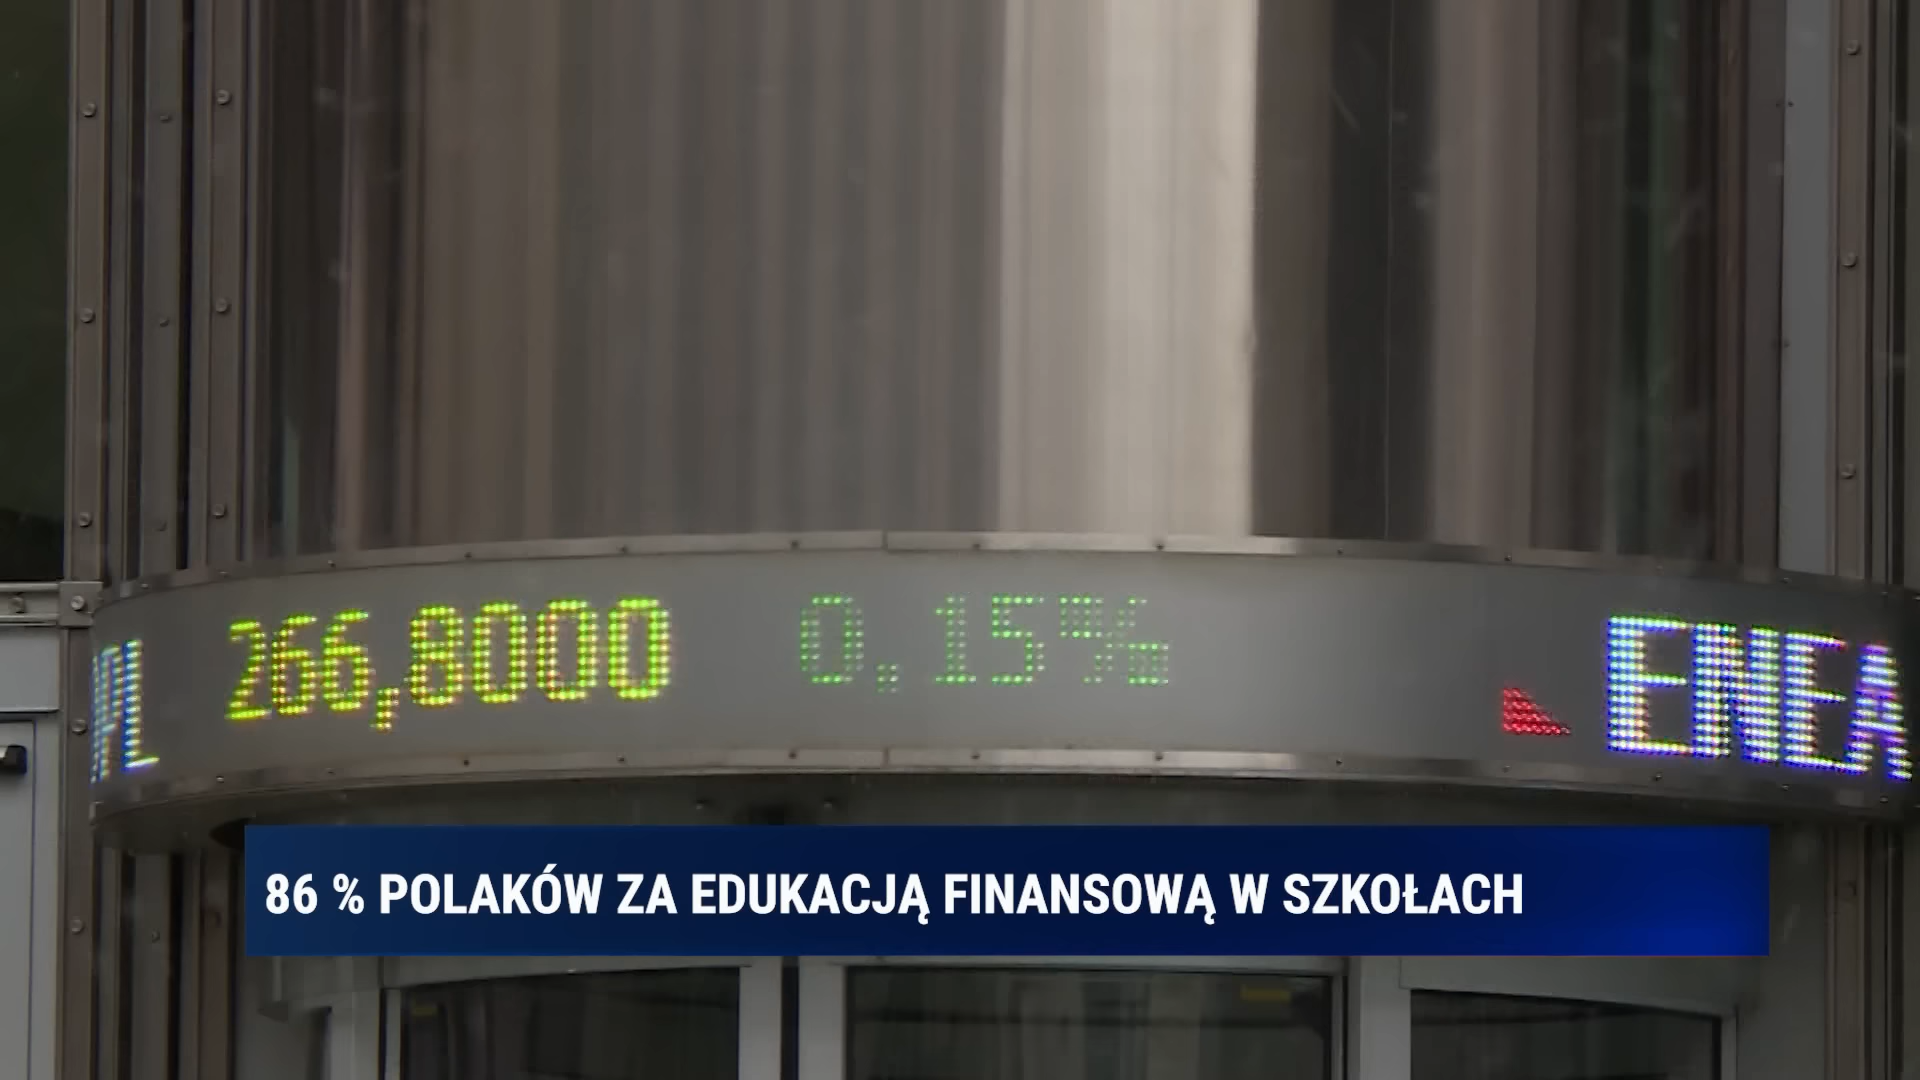 266,8000 0,15% ENEA
86 % POLAKÓW ZA EDUKACJĄ FINANSOWĄ W SZKOŁACH